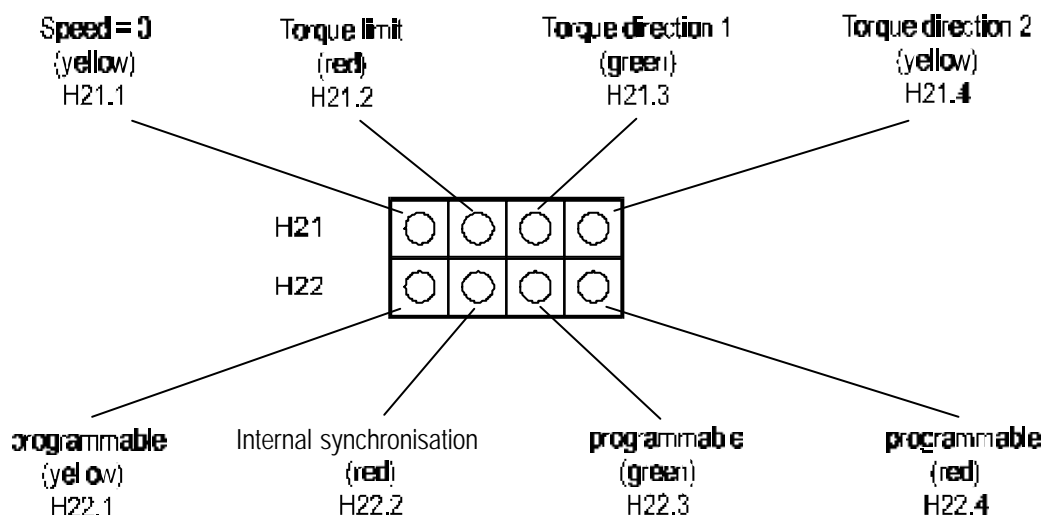 Speed = 0
(yellow)
H21.1
Torque limit
(red)
H21.2
Torque direction 1
(green)
H21.3
Torque direction 2
(yellow)
H21.4
H21
H22
programmable
(yellow)
H22.1
Internal synchronisation
(red)
H22.2
programmable
(green)
H22.3
programmable
(red)
H22.4